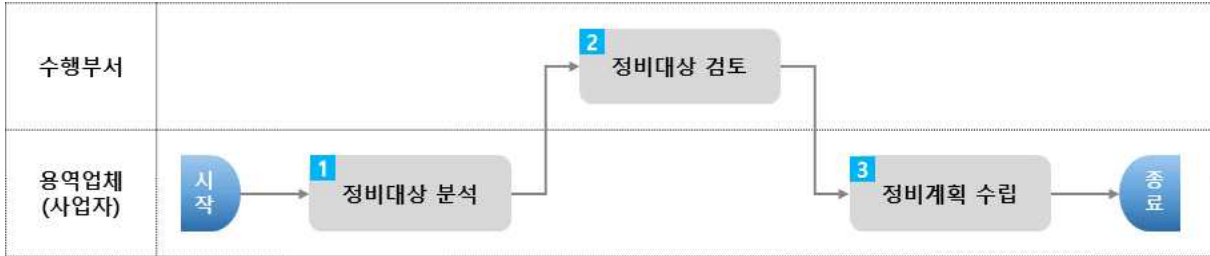 수행부서
2
정비대상 검토
용역업체
(사업자)
시
작
1
정비대상 분석
3
정비계획 수립
종
료